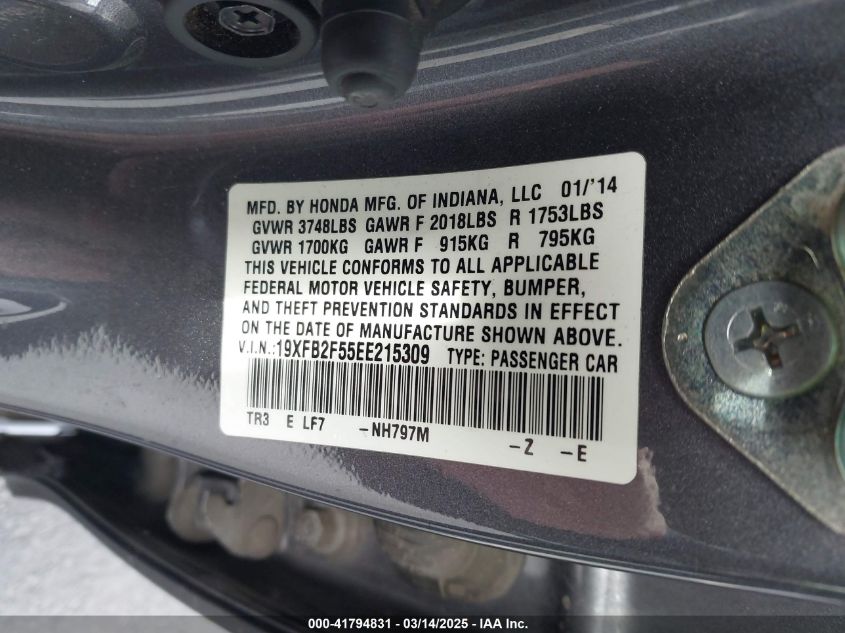 MFD. BY HONDA MFG. OF INDIANA, LLC 01/'14
GVWR 3748LBS GAWR F 2018LBS R 1753LBS
GVWR 1700KG GAWR F 915KG R 795KG
THIS VEHICLE CONFORMS TO ALL APPLICABLE
FEDERAL MOTOR VEHICLE SAFETY, BUMPER,
AND THEFT PREVENTION STANDARDS IN EFFECT
ON THE DATE OF MANUFACTURE SHOWN ABOVE.
V.I.N.:19XFB2F55EE215309 TYPE: PASSENGER CAR
TR3 E LF7 -NH797M -Z -E
000-41794831 - 03/14/2025 - IAA Inc.